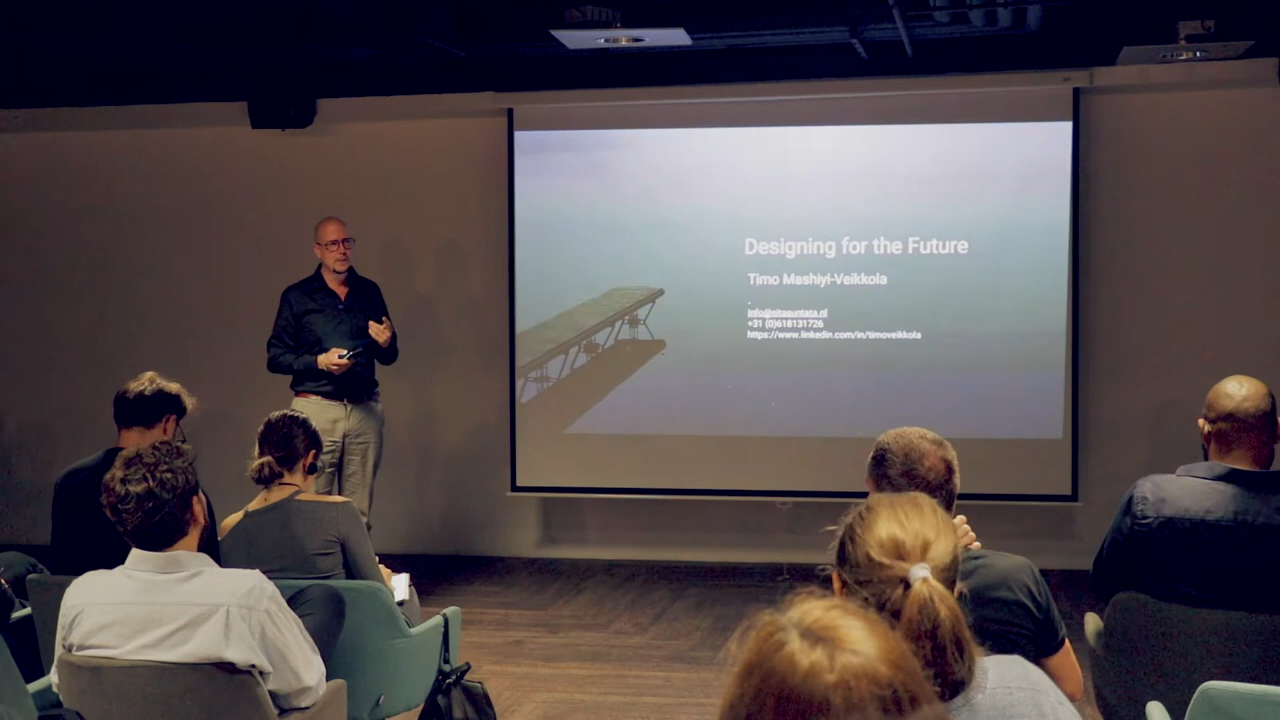 Designing for the Future
Timo Mashiyi-Veikkola
info@sitasuntata.nl
+31 (0)618131726
https://www.linkedin.com/in/timoveikkola